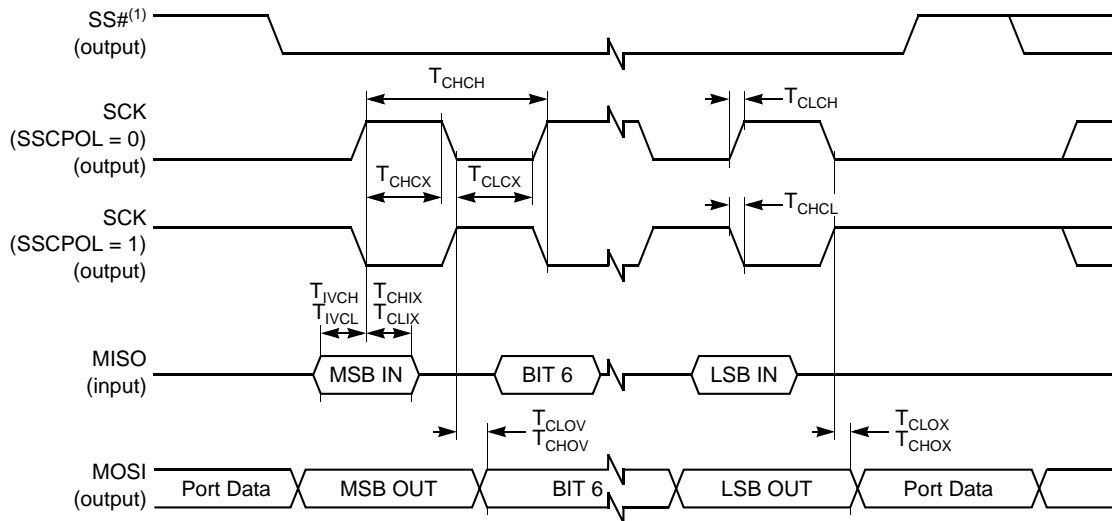 SS#(1)
(output)
TCHCH
TCLCH
SCK
(SSCPOL = 0)
(output)
TCHCX
TCLCX
TCHCL
SCK
(SSCPOL = 1)
(output)
TIVCH
TIVCL
TCHIX
TCLIX
MISO
(input)
MSB IN
BIT 6
LSB IN
TCLOV
TCHOV
TCLOX
TCHOX
MOSI
(output)
Port Data
MSB OUT
BIT 6
LSB OUT
Port Data